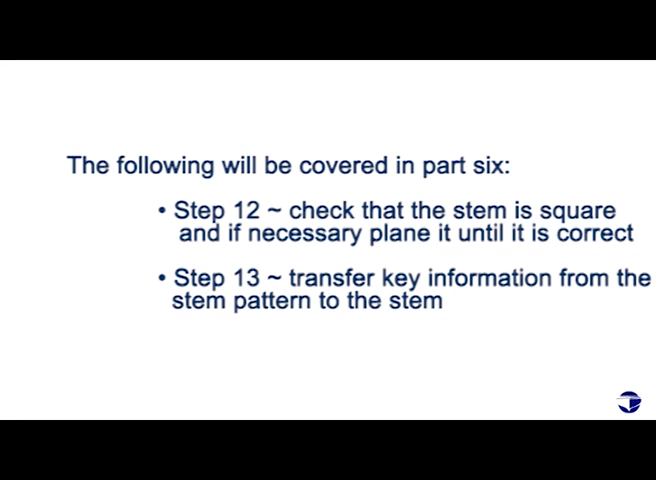 The following will be covered in part six:
• Step 12 ~ check that the stem is square
and if necessary plane it until it is correct
• Step 13 ~ transfer key information from the
stem pattern to the stem